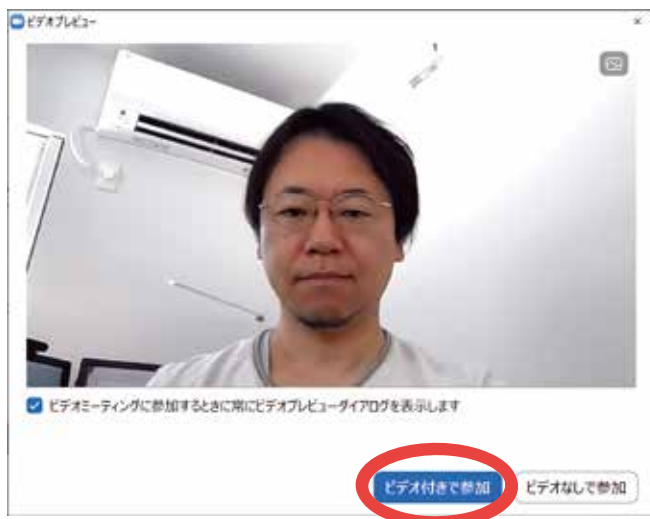 ビデオプレビュー
ビデオミーティングに参加するときに常にビデオプレビューダイアログを表示します
ビデオ付きで参加 ビデオなしで参加